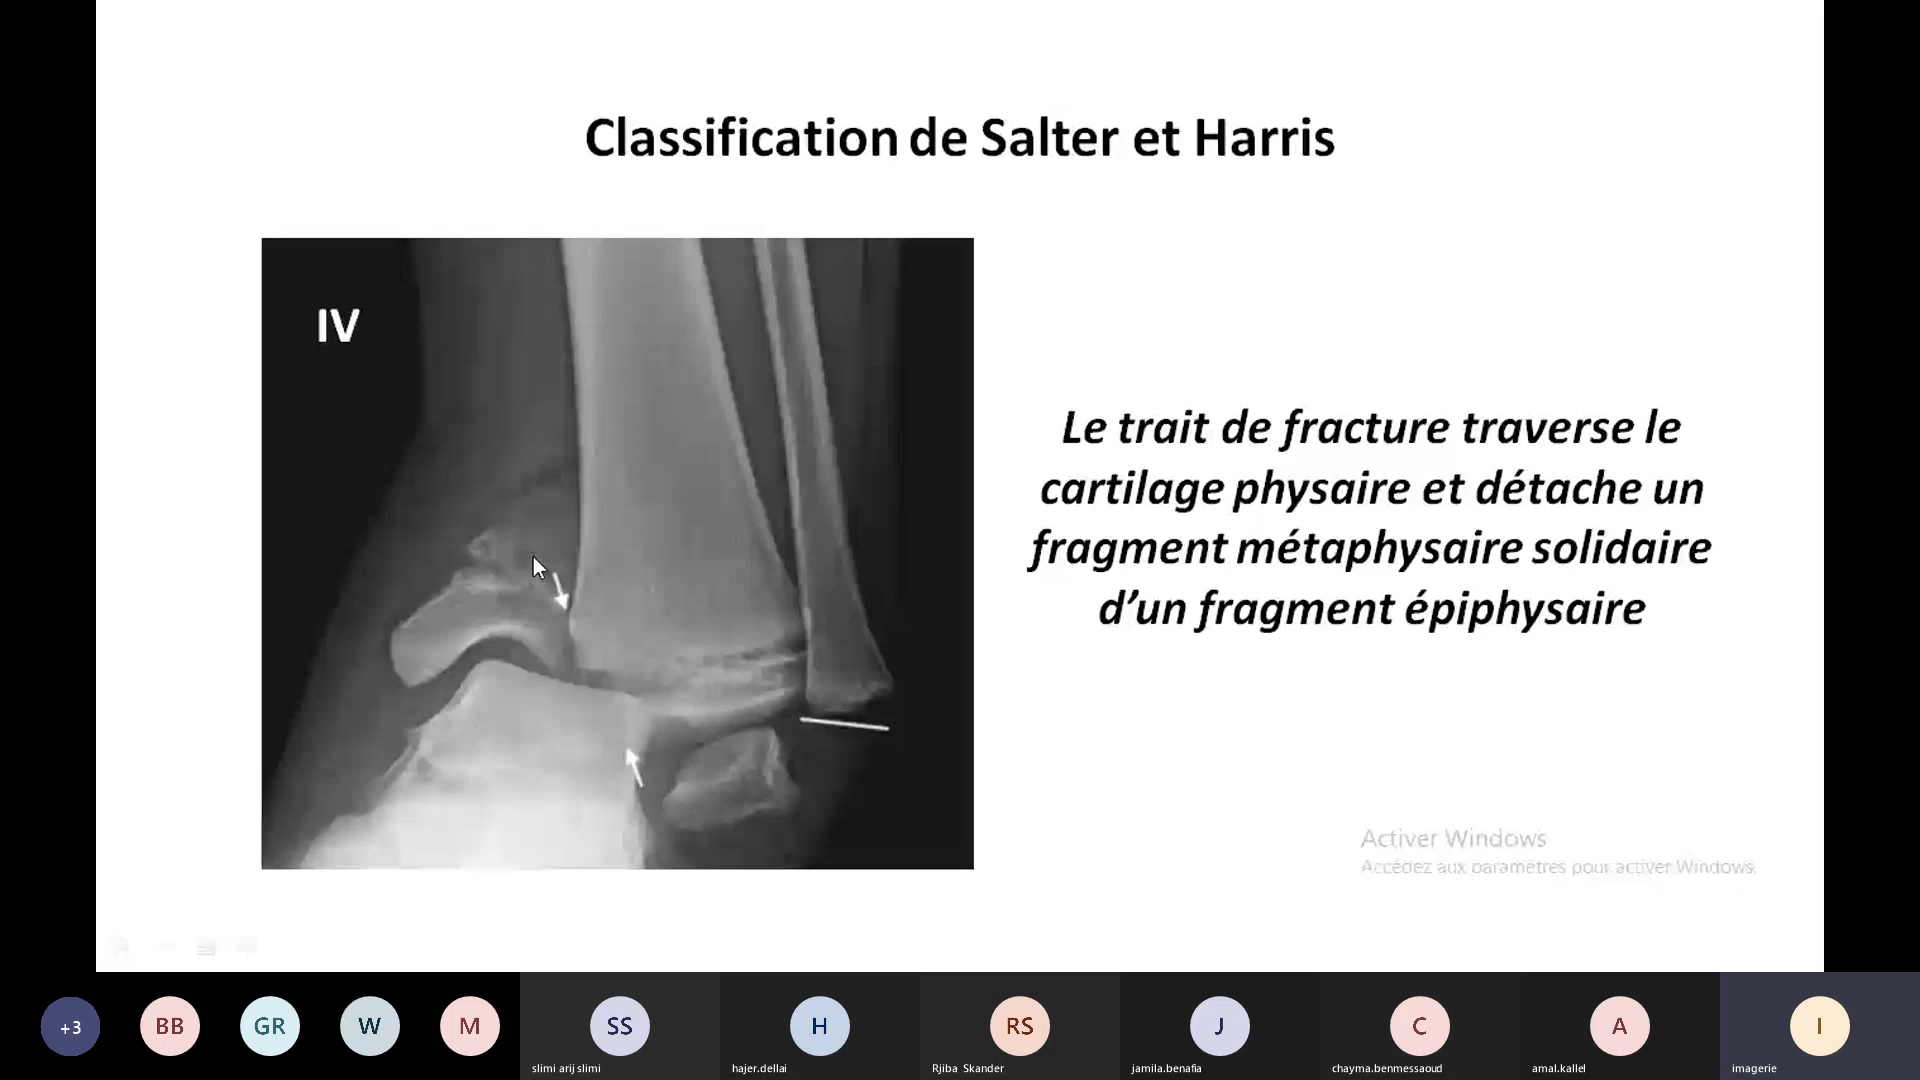 Classification de Salter et Harris
IV
Le trait de fracture traverse le
cartilage physaire et détache un
fragment métaphysaire solidaire
d’un fragment épiphysaire
Activer Windows
Accédez aux paramètres pour activer Windows.
+3
BB
GR
W
M
SS
H
RS
J
C
A
I
slimi arij slimi
hajer.dellai
Rjiba Skander
jamila.benafia
chayma.benmessaoud
amal.kallel
imagerie